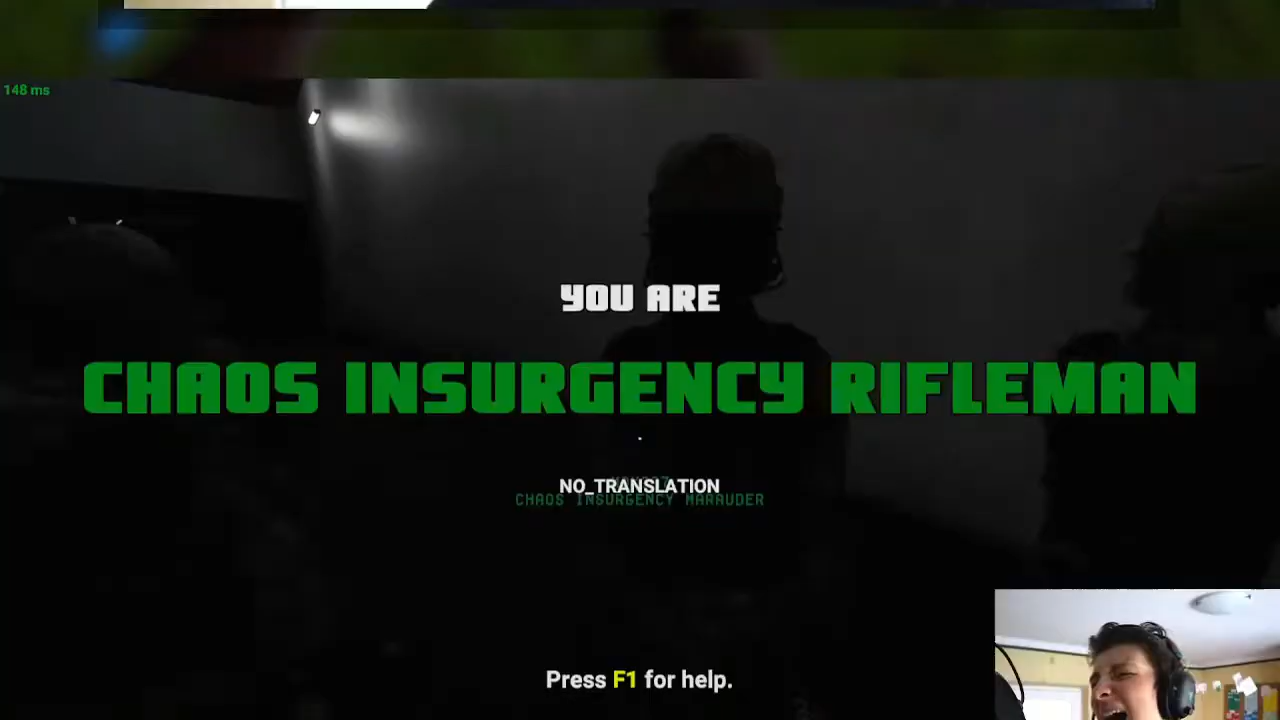 148 ms
YOU ARE
CHAOS INSURGENCY RIFLEMAN
NO_TRANSLATION
CHAOS INSURGENCY MARAUDER
Press F1 for help.